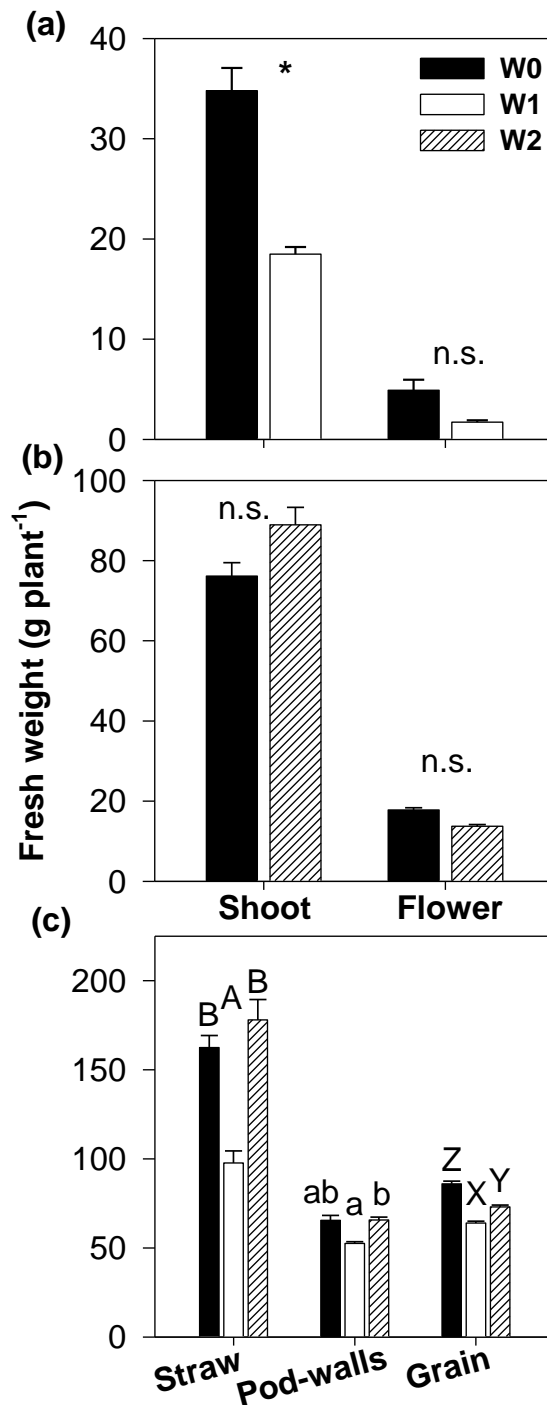 (a)
40
30
20
10
0
*
n.s.
W0
W1
W2
(b)
Fresh weight (g plant⁻¹)
100
80
60
40
20
0
n.s.
n.s.
Shoot Flower
(c)
200
150
100
50
0
B A B
ab a b
Z X Y
Straw Pod-walls Grain